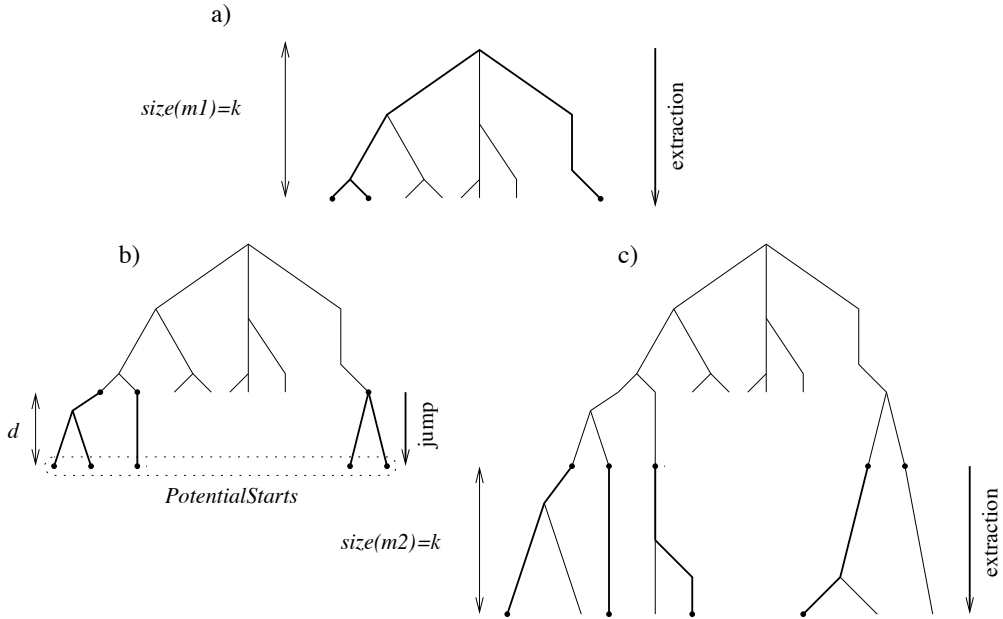 a)
size(m1)=k
extraction
b)
c)
d
jump
PotentialStarts
size(m2)=k
extraction